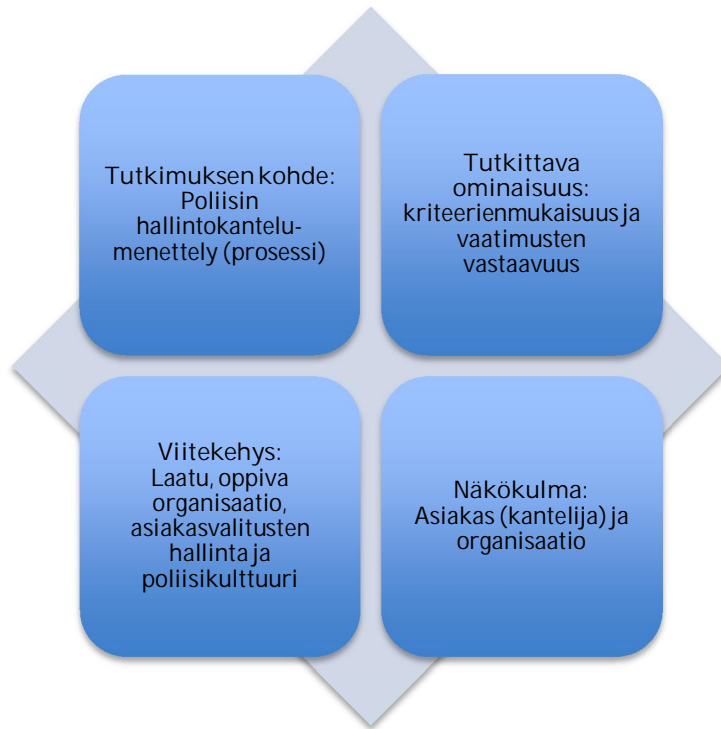 Tutkimuksen kohde:
Poliisin
hallintokantelu-
menettely (prosessi)
Tutkittava
ominaisuus:
kriteerienmukaisuus ja
vaatimusten
vastaavuus
Viitekehys:
Laatu, oppiva
organisaatio,
asiakasvalitusten
hallinta ja
poliisikulttuuri
Näkökulma:
Asiakas (kantelija) ja
organisaatio